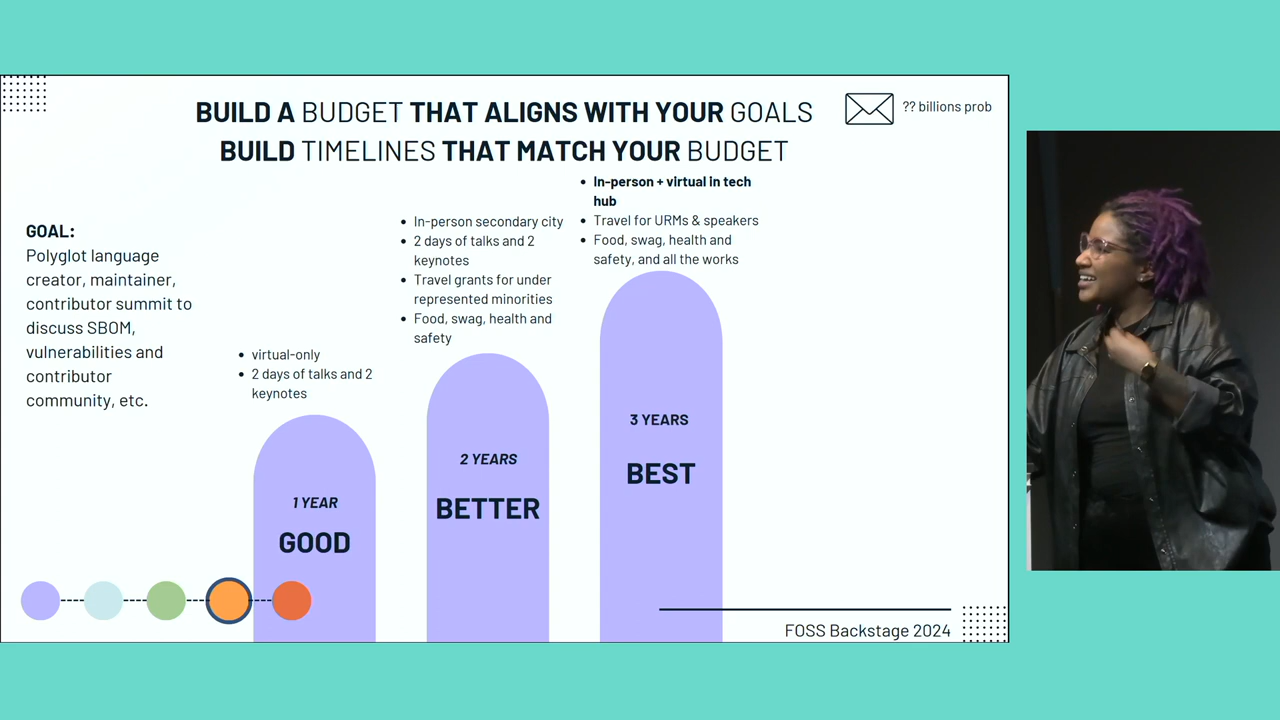 BUILD A BUDGET THAT ALIGNS WITH YOUR GOALS
BUILD TIMELINES THAT MATCH YOUR BUDGET
?? billions prob
GOAL:
Polyglot language
creator, maintainer,
contributor summit to
discuss SBOM,
vulnerabilities and
contributor
community, etc.
• virtual-only
• 2 days of talks and 2
keynotes
1 YEAR
GOOD
• In-person secondary city
• 2 days of talks and 2
keynotes
• Travel grants for under
represented minorities
• Food, swag, health and
safety
2 YEARS
BETTER
• In-person + virtual in tech
hub
• Travel for URMs & speakers
• Food, swag, health and
safety, and all the works
3 YEARS
BEST
FOSS Backstage 2024